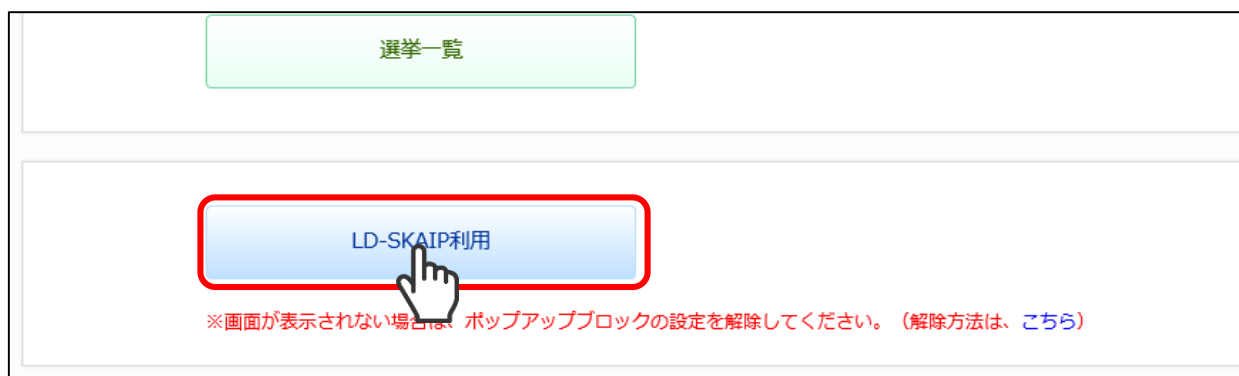 選挙一覧
LD-SKAIP利用
※画面が表示されない場合は、ポップアップブロックの設定を解除してください。（解除方法は、こちら）